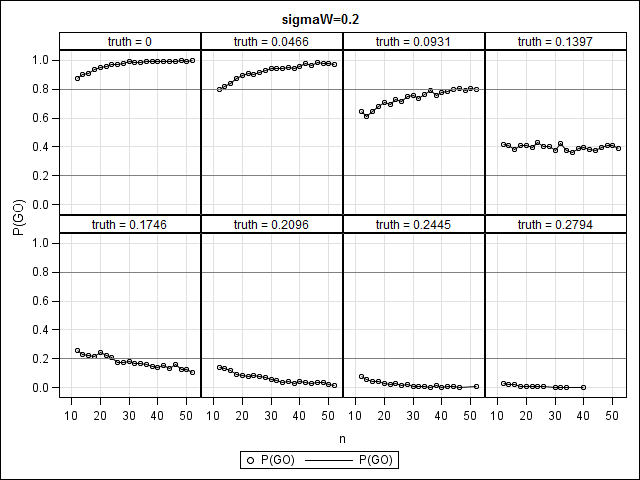 sigmaW=0.2
truth = 0 truth = 0.0466 truth = 0.0931 truth = 0.1397
1.0
0.8
0.6
0.4
0.2
0.0
P(GO)
truth = 0.1746 truth = 0.2096 truth = 0.2445 truth = 0.2794
1.0
0.8
0.6
0.4
0.2
0.0
10 20 30 40 50 10 20 30 40 50 10 20 30 40 50 10 20 30 40 50
n
P(GO) P(GO)